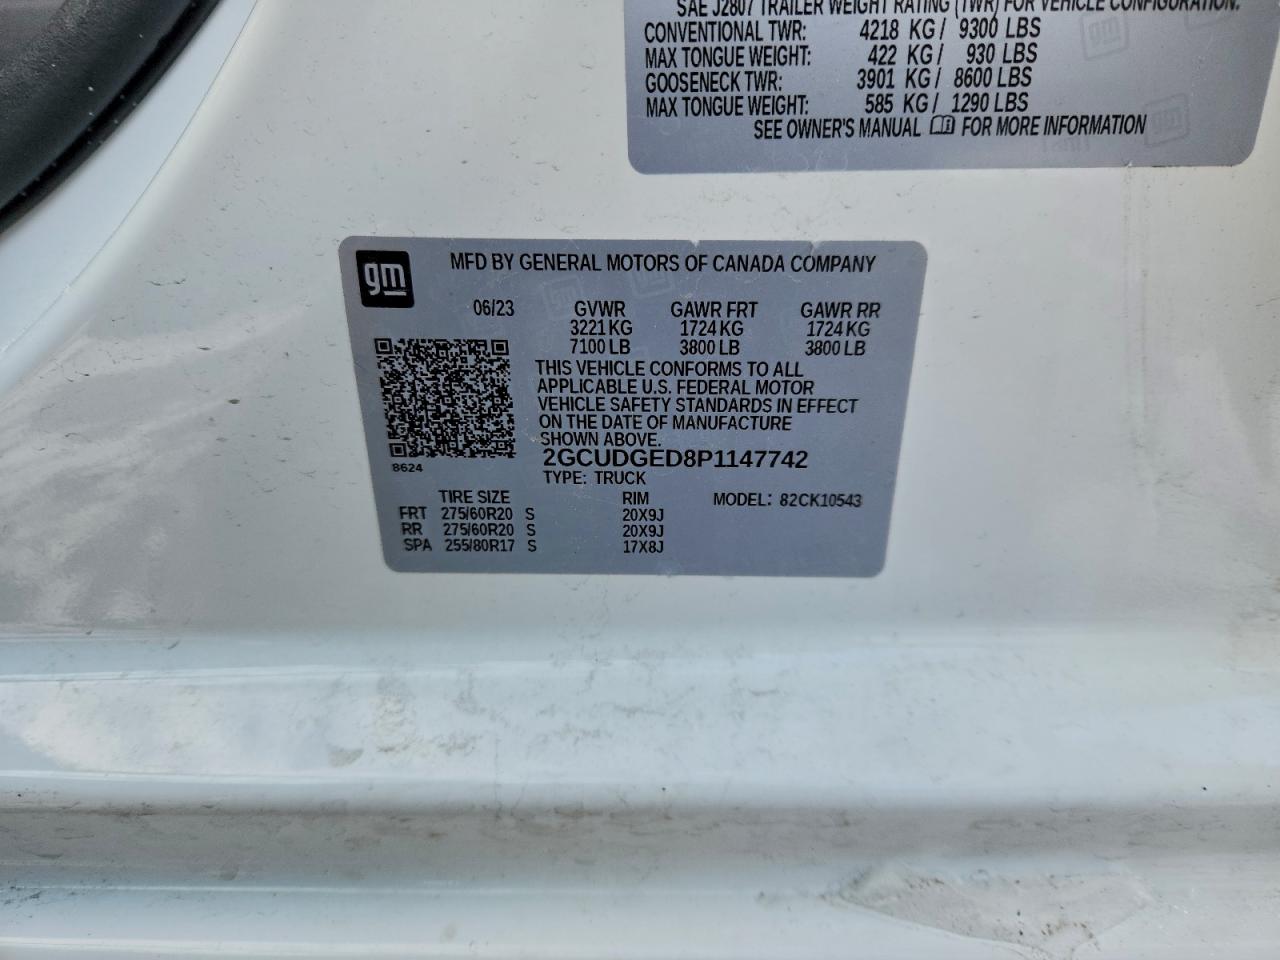 SAE J2807 TRAILER WEIGHT RATING (TWR) FOR VEHICLE CONFIGURATION.
CONVENTIONAL TWR: 4218 KG/ 9300 LBS
MAX TONGUE WEIGHT: 422 KG/ 930 LBS
GOOSENECK TWR: 3901 KG/ 8600 LBS
MAX TONGUE WEIGHT: 585 KG/ 1290 LBS
SEE OWNER'S MANUAL FOR MORE INFORMATION
gm
MFD BY GENERAL MOTORS OF CANADA COMPANY
06/23 GVWR GAWR FRT GAWR RR
3221 KG 1724 KG 1724 KG
7100 LB 3800 LB 3800 LB
THIS VEHICLE CONFORMS TO ALL
APPLICABLE U.S. FEDERAL MOTOR
VEHICLE SAFETY STANDARDS IN EFFECT
ON THE DATE OF MANUFACTURE
SHOWN ABOVE.
8624
2GCUDGED8P1147742
TYPE: TRUCK
TIRE SIZE RIM MODEL: 82CK10543
FRT 275/60R20 S 20X9J
RR 275/60R20 S 20X9J
SPA 255/80R17 S 17X8J